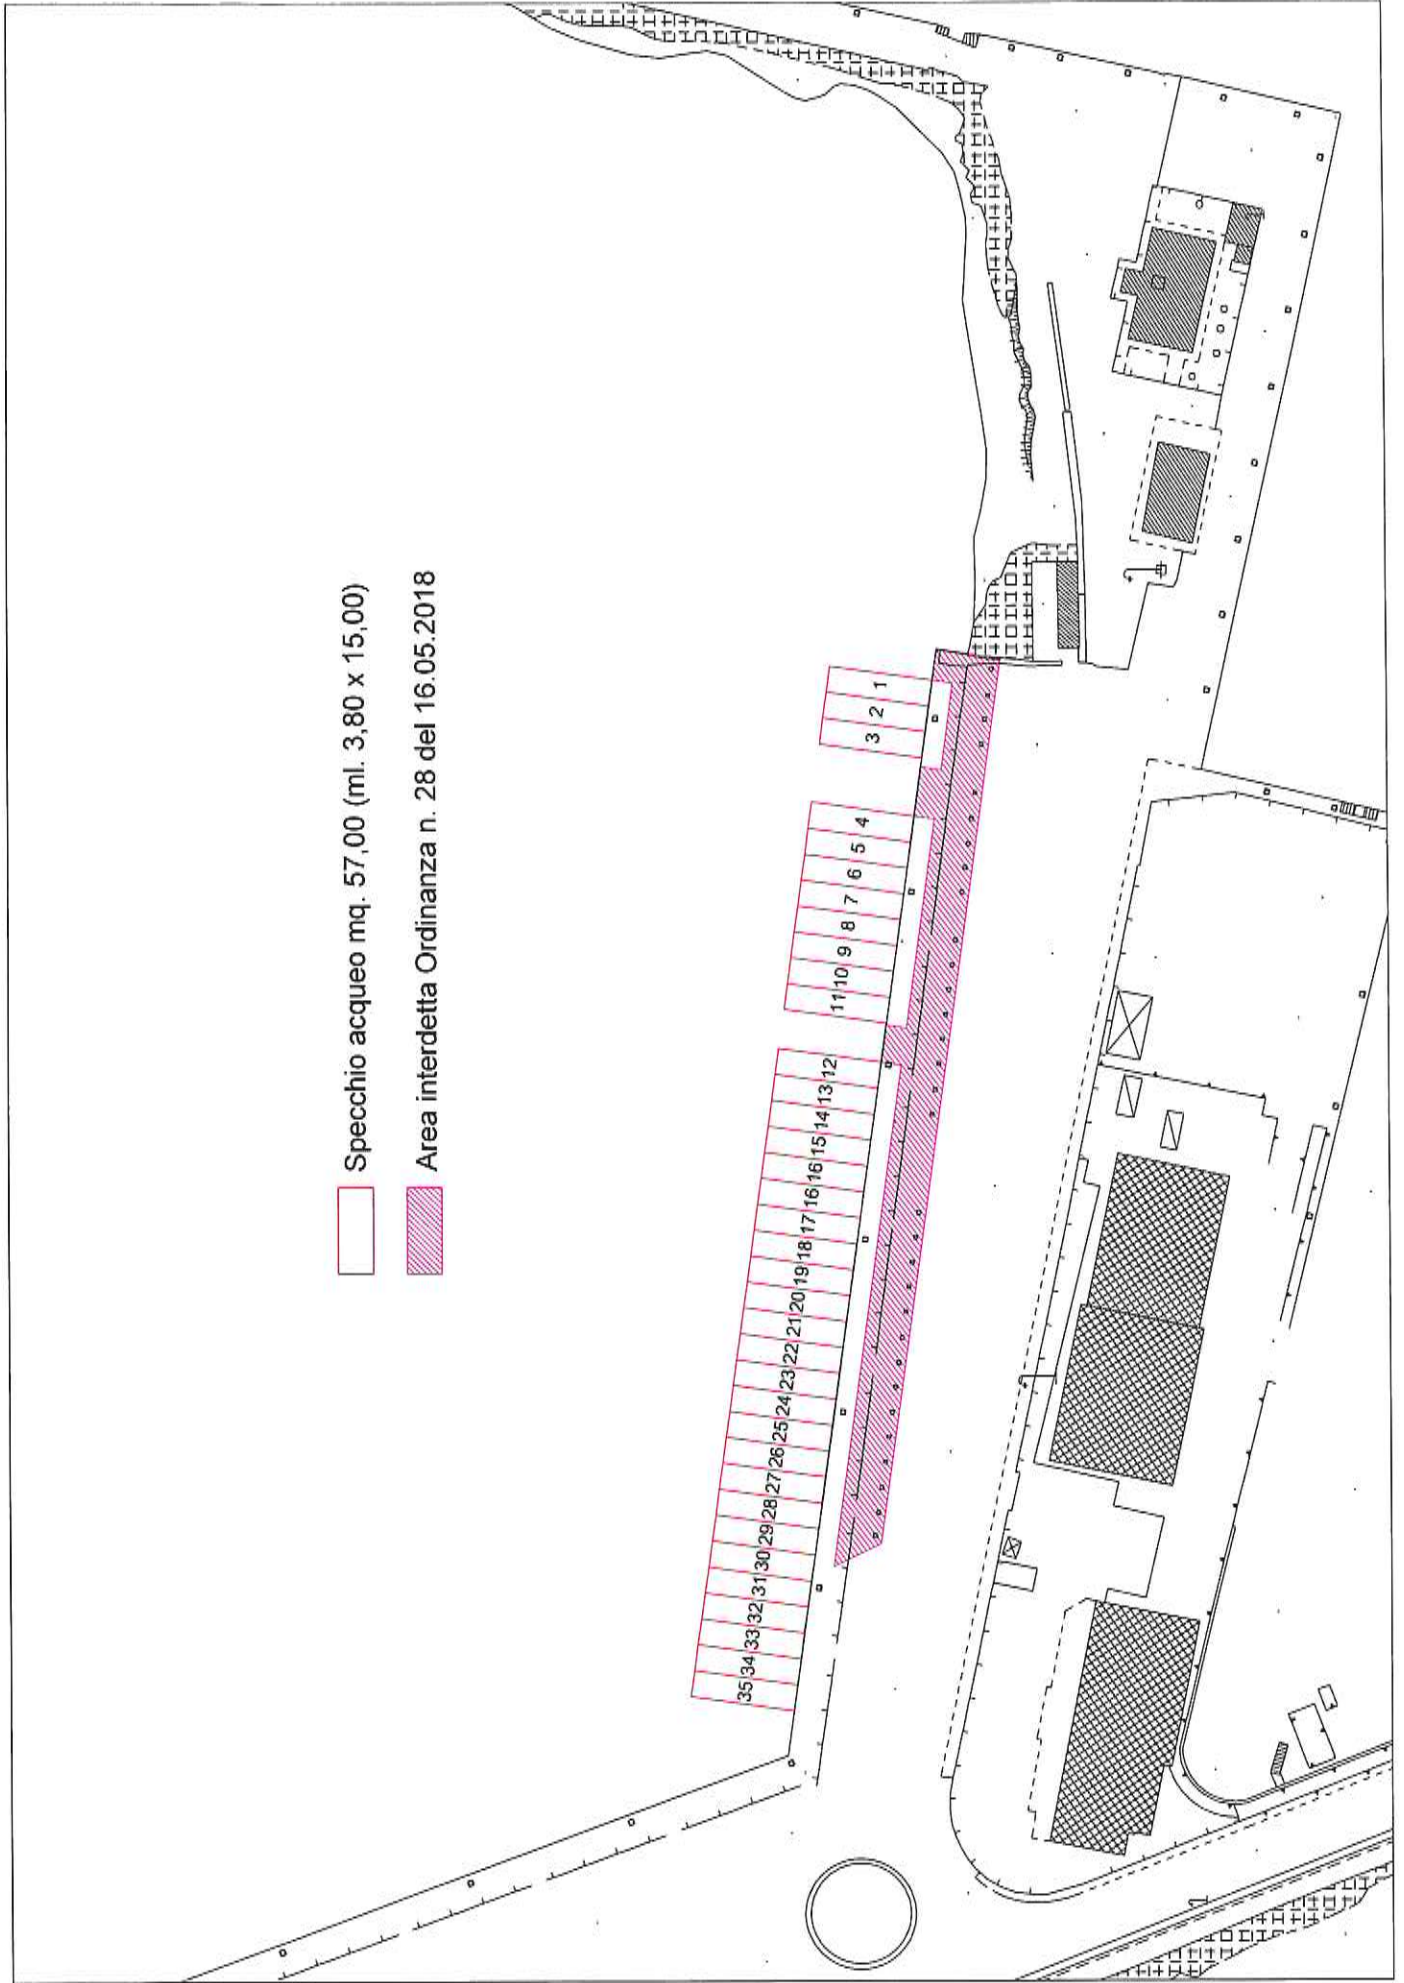 Specchio acqueo mq. 57,00 (ml. 3,80 x 15,00)
Area interdetta Ordinanza n. 28 del 16.05.2018
35 34 33 32 31 30 29 28 27 26 25 24 23 22 21 20 19 18 17 16 16 15 14 13 12 11 10 9 8 7 6 5 4 3 2 1